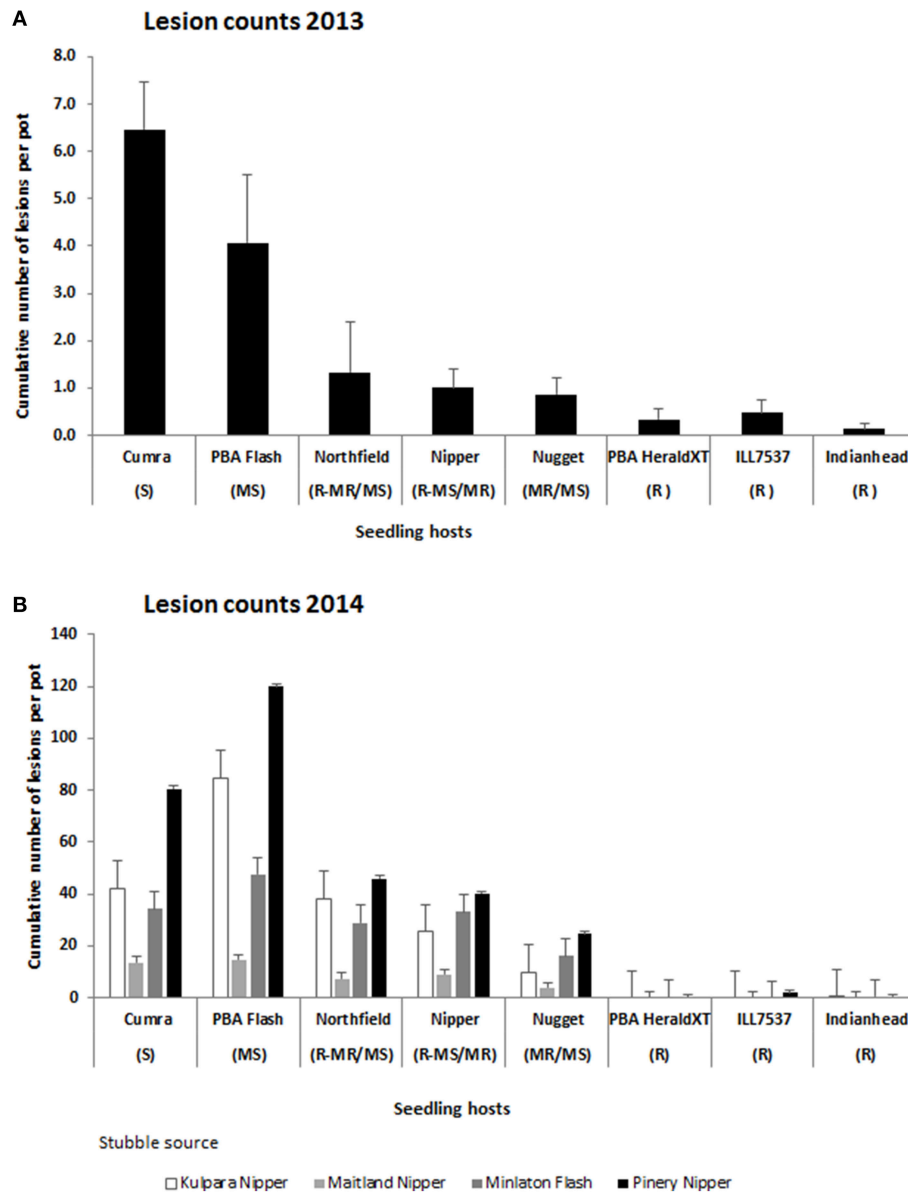 A
Lesion counts 2013
Cumulative number of lesions per pot
8.0
7.0
6.0
5.0
4.0
3.0
2.0
1.0
0.0
Cumra PBA Flash Northfield Nipper Nugget PBA HeraldXT ILL7537 Indianhead
(S) (MS) (R-MR/MS) (R-MS/MR) (MR/MS) (R ) (R ) (R )
Seedling hosts
B
Lesion counts 2014
Cumulative number of lesions per pot
140
120
100
80
60
40
20
0
Cumra PBA Flash Northfield Nipper Nugget PBA HeraldXT ILL7537 Indianhead
(S) (MS) (R-MR/MS) (R-MS/MR) (MR/MS) (R) (R) (R)
Seedling hosts
Stubble source
Kulpara Nipper Maitland Nipper Minlaton Flash Pinery Nipper